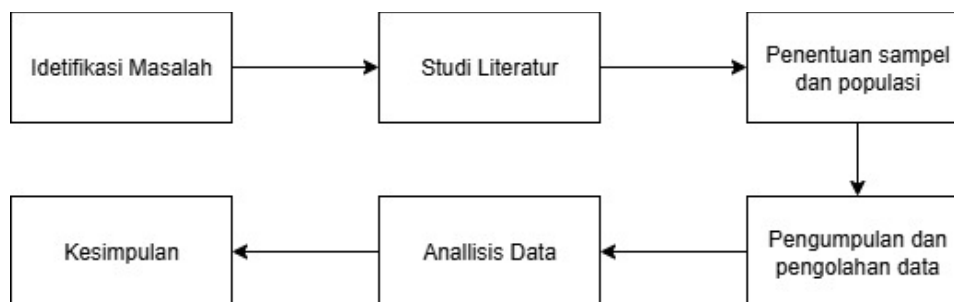 Idetifikasi Masalah
Studi Literatur
Penentuan sampel
dan populasi
Pengumpulan dan
pengolahan data
Anallisis Data
Kesimpulan